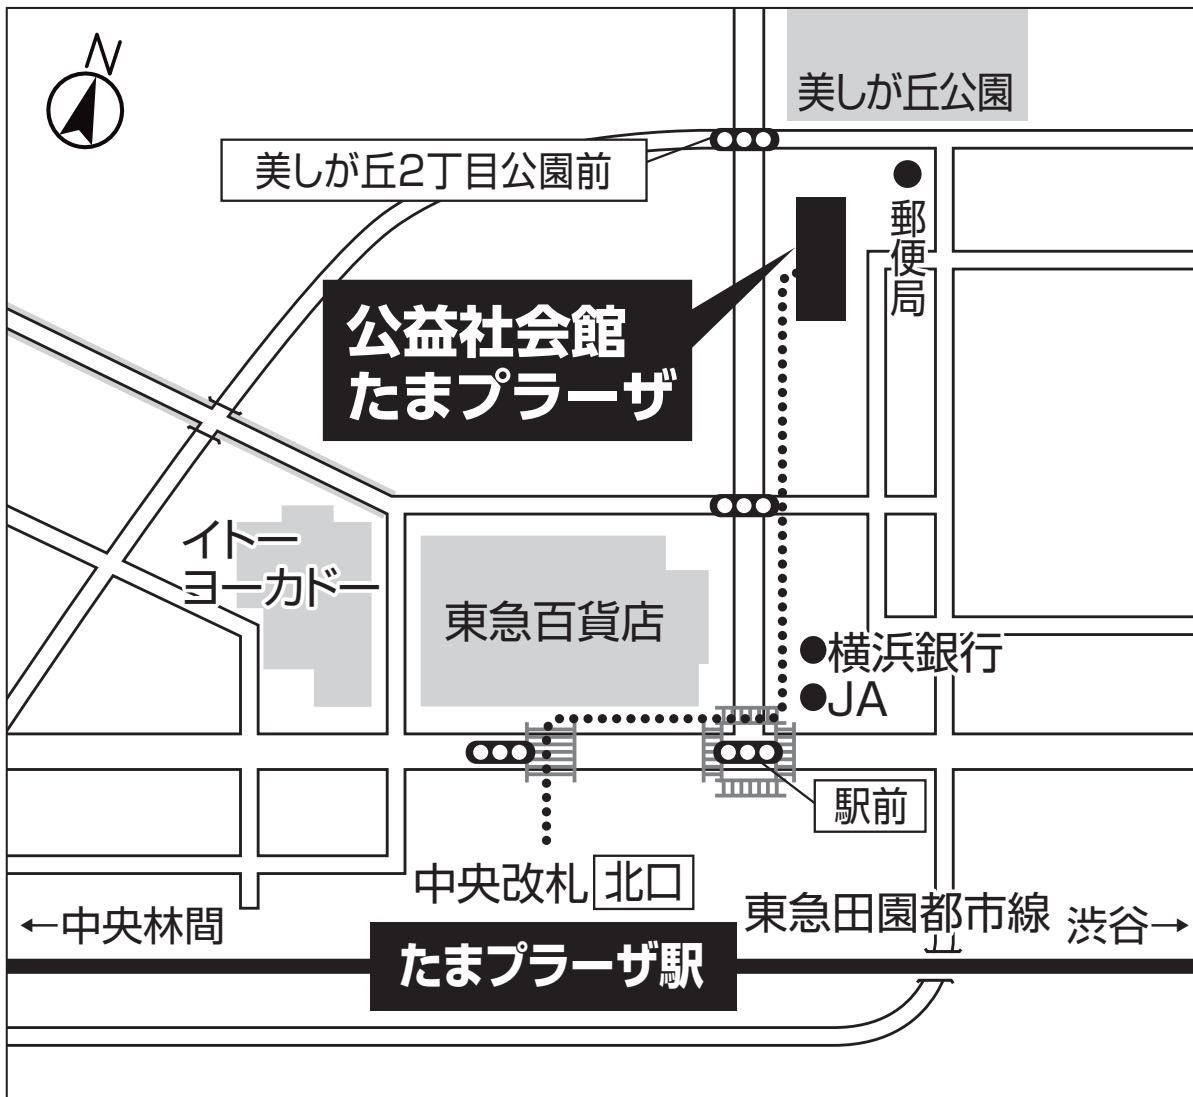 N
美しが丘公園
美しが丘2丁目公園前
郵便局
公益社会館
たまプラーザ
イトー
ヨーカドー
東急百貨店
横浜銀行
JA
駅前
中央改札 北口
東急田園都市線
渋谷→
←中央林間
たまプラーザ駅